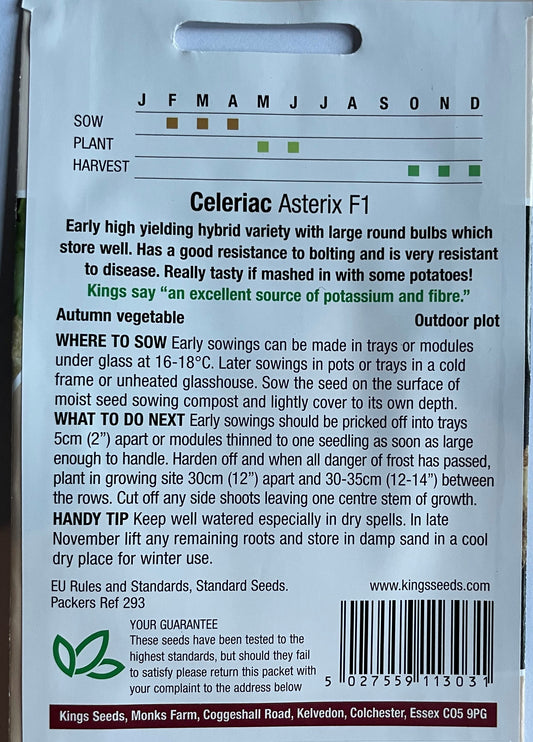 J F M A M J J A S O N D
SOW
PLANT
HARVEST
Celeriac Asterix F1
Early high yielding hybrid variety with large round bulbs which
store well. Has a good resistance to bolting and is very resistant
to disease. Really tasty if mashed in with some potatoes!
Kings say “an excellent source of potassium and fibre.”
Autumn vegetable Outdoor plot
WHERE TO SOW Early sowings can be made in trays or modules
under glass at 16-18°C. Later sowings in pots or trays in a cold
frame or unheated glasshouse. Sow the seed on the surface of
moist seed sowing compost and lightly cover to its own depth.
WHAT TO DO NEXT Early sowings should be pricked off into trays
5cm (2”) apart or modules thinned to one seedling as soon as large
enough to handle. Harden off and when all danger of frost has passed,
plant in growing site 30cm (12”) apart and 30-35cm (12-14”) between
the rows. Cut off any side shoots leaving one centre stem of growth.
HANDY TIP Keep well watered especially in dry spells. In late
November lift any remaining roots and store in damp sand in a cool
dry place for winter use.
EU Rules and Standards, Standard Seeds. www.kingsseeds.com
Packers Ref 293
YOUR GUARANTEE
These seeds have been tested to the
highest standards, but should they fail
to satisfy please return this packet with
your complaint to the address below
5 027559 113031
Kings Seeds, Monks Farm, Coggeshall Road, Kelvedon, Colchester, Essex CO5 9PG